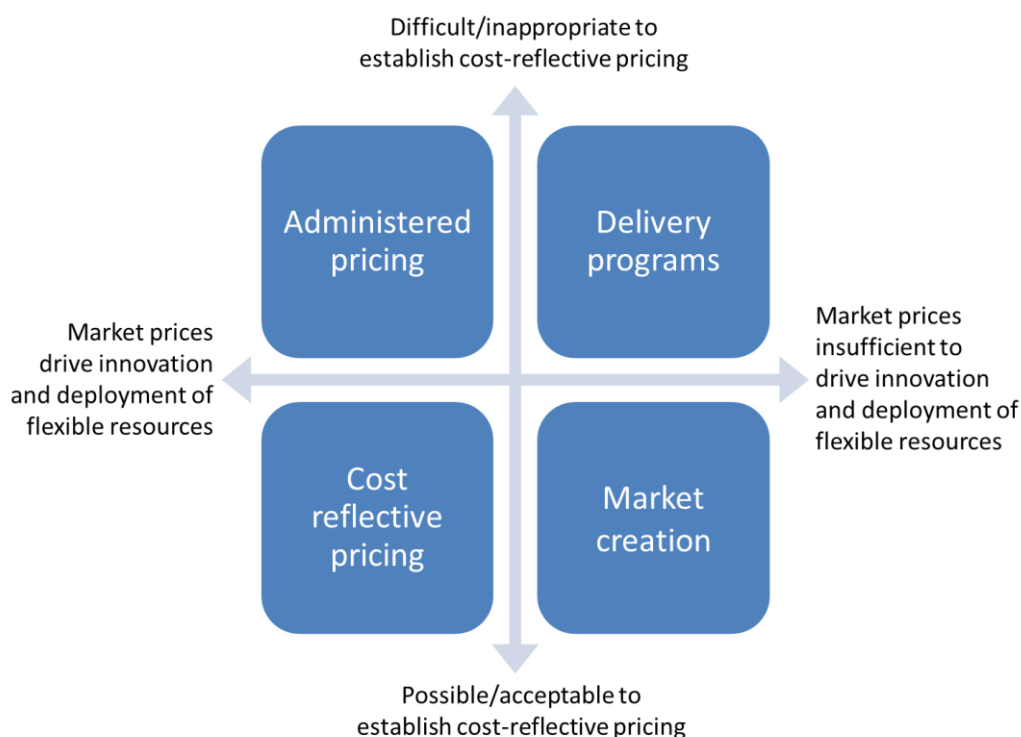 Difficult/inappropriate to
establish cost-reflective pricing
Administered
pricing
Delivery
programs
Market prices
drive innovation
and deployment of
flexible resources
Market prices
insufficient to
drive innovation
and deployment of
flexible resources
Cost
reflective
pricing
Market
creation
Possible/acceptable to
establish cost-reflective pricing